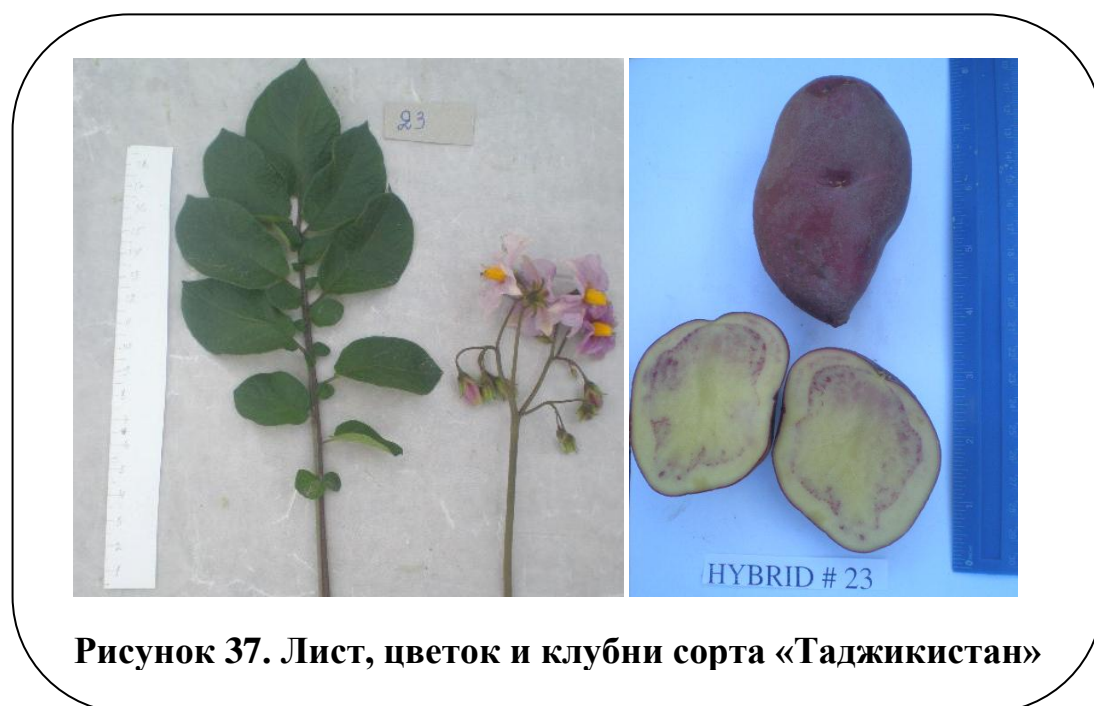 23
HYBRID # 23
Рисунок 37. Лист, цветок и клубни сорта «Таджикистан»